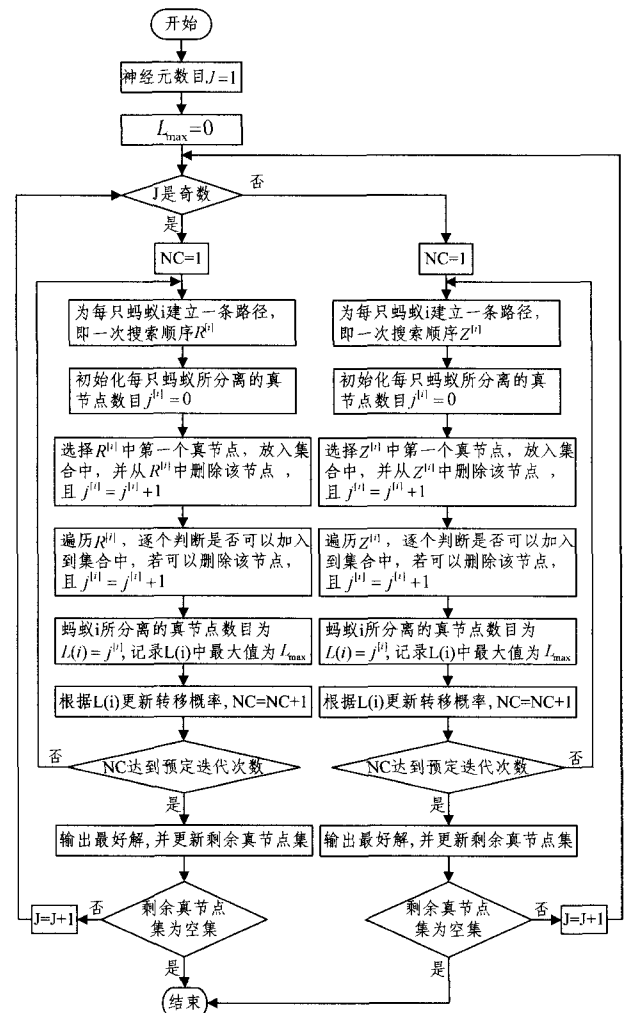 开始
神经元数目J=1
L_max=0
J是奇数
否
是
NC=1
为每只蚂蚁i建立一条路径，
即一次搜索顺序R^[i]
初始化每只蚂蚁所分离的真
节点数目j^[i]=0
选择R^[i]中第一个真节点，放入集
合中，并从R^[i]中删除该节点，
且j^[i]=j^[i]+1
遍历R^[i]，逐个判断是否可以加入
到集合中，若可以删除该节点，
且j^[i]=j^[i]+1
蚂蚁i所分离的真节点数目为
L(i)=j^[i],记录L(i)中最大值为L_max
根据L(i)更新转移概率,NC=NC+1
否
NC达到预定迭代次数
是
输出最好解,并更新剩余真节点集
J=J+1
否
剩余真节点
集为空集
是
NC=1
为每只蚂蚁i建立一条路径，
即一次搜索顺序Z^[i]
初始化每只蚂蚁所分离的真
节点数目j^[i]=0
选择Z^[i]中第一个真节点，放入集
合中，并从Z^[i]中删除该节点，
且j^[i]=j^[i]+1
遍历Z^[i]，逐个判断是否可以加入
到集合中，若可以删除该节点，
且j^[i]=j^[i]+1
蚂蚁i所分离的真节点数目为
L(i)=j^[i],记录L(i)中最大值为L_max
根据L(i)更新转移概率,NC=NC+1
NC达到预定迭代次数
否
是
输出最好解,并更新剩余真节点集
剩余真节点
集为空集
否
J=J+1
是
结束